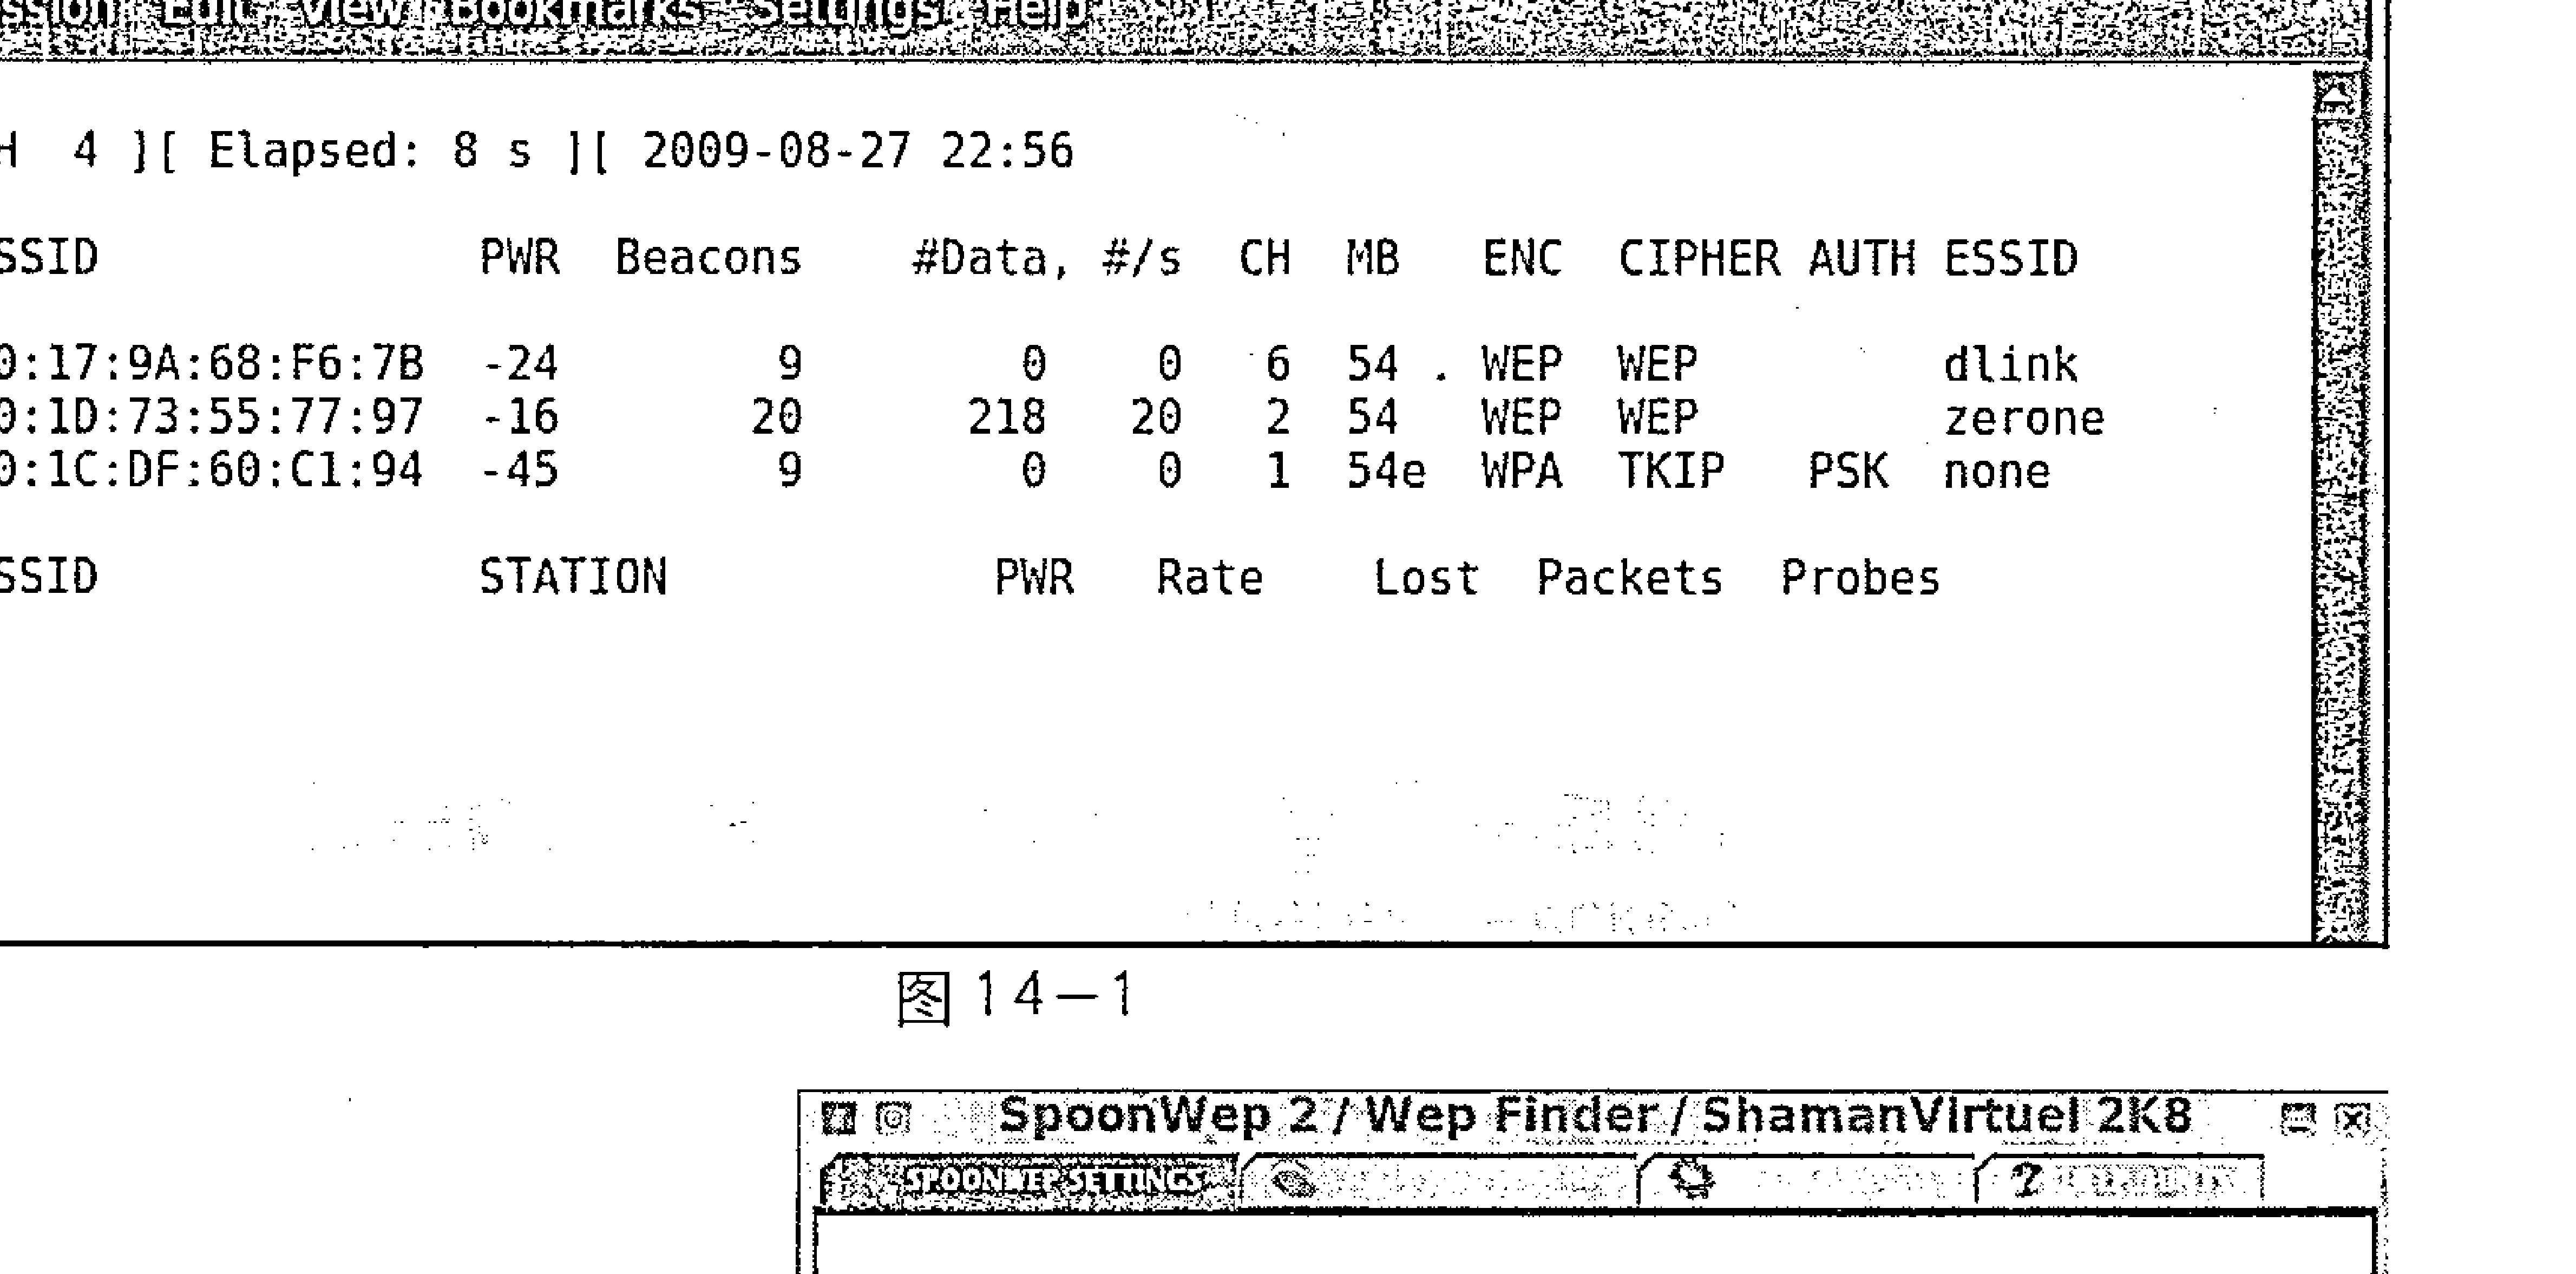 ssion Edit View Bookmarks Settings Help
H 4 ][ Elapsed: 8 s ][ 2009-08-27 22:56
SSID PWR Beacons #Data, #/s CH MB ENC CIPHER AUTH ESSID
0:17:9A:68:F6:7B -24 9 0 0 6 54 . WEP WEP dlink
0:1D:73:55:77:97 -16 20 218 20 2 54 WEP WEP zerone
0:1C:DF:60:C1:94 -45 9 0 0 1 54e WPA TKIP PSK none
SSID STATION PWR Rate Lost Packets Probes
图 14-1
SpoonWep 2 / Wep Finder / ShamanVirtuel 2K8
SPOONWEP SETTINGS